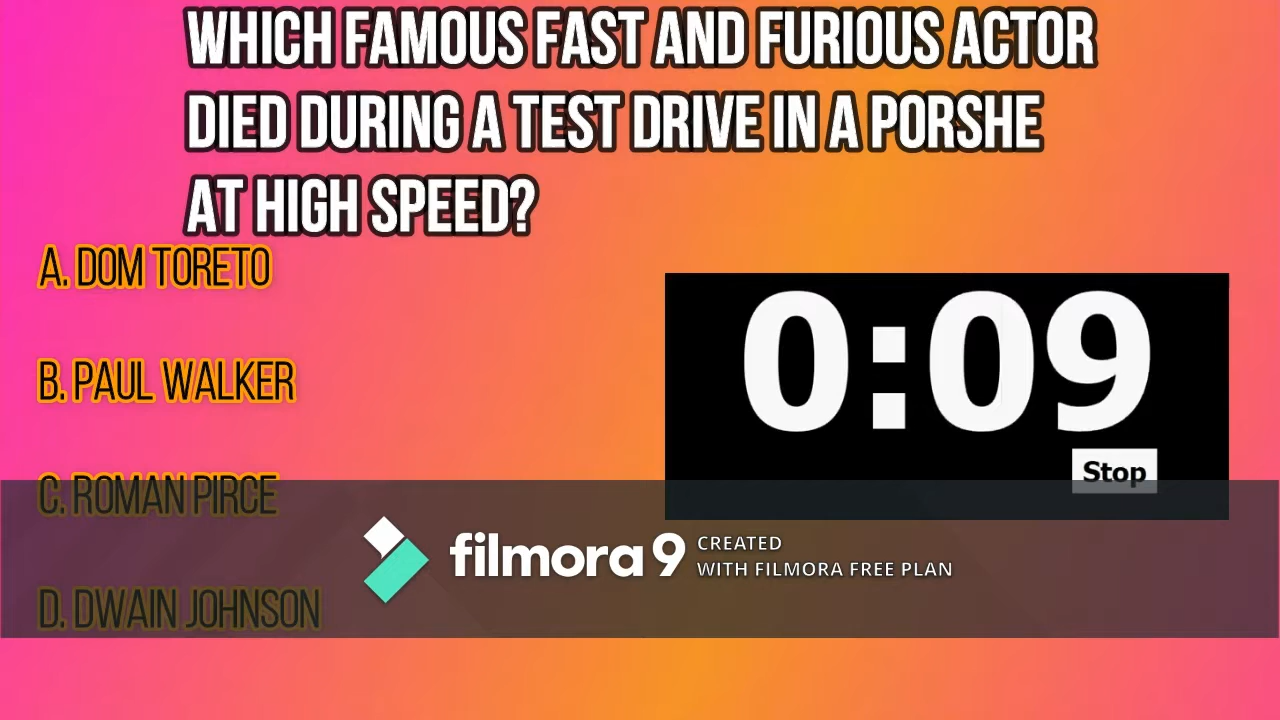 WHICH FAMOUS FAST AND FURIOUS ACTOR
DIED DURING A TEST DRIVE IN A PORSHE
AT HIGH SPEED?
A. DOM TORETO
B. PAUL WALKER
C. ROMAN PIRCE
D. DWAIN JOHNSON
0:09
Stop
filmora 9
CREATED
WITH FILMORA FREE PLAN